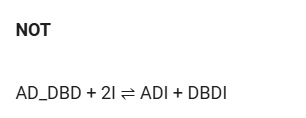 NOT
AD_DBD + 2I ⇌ ADI + DBDI